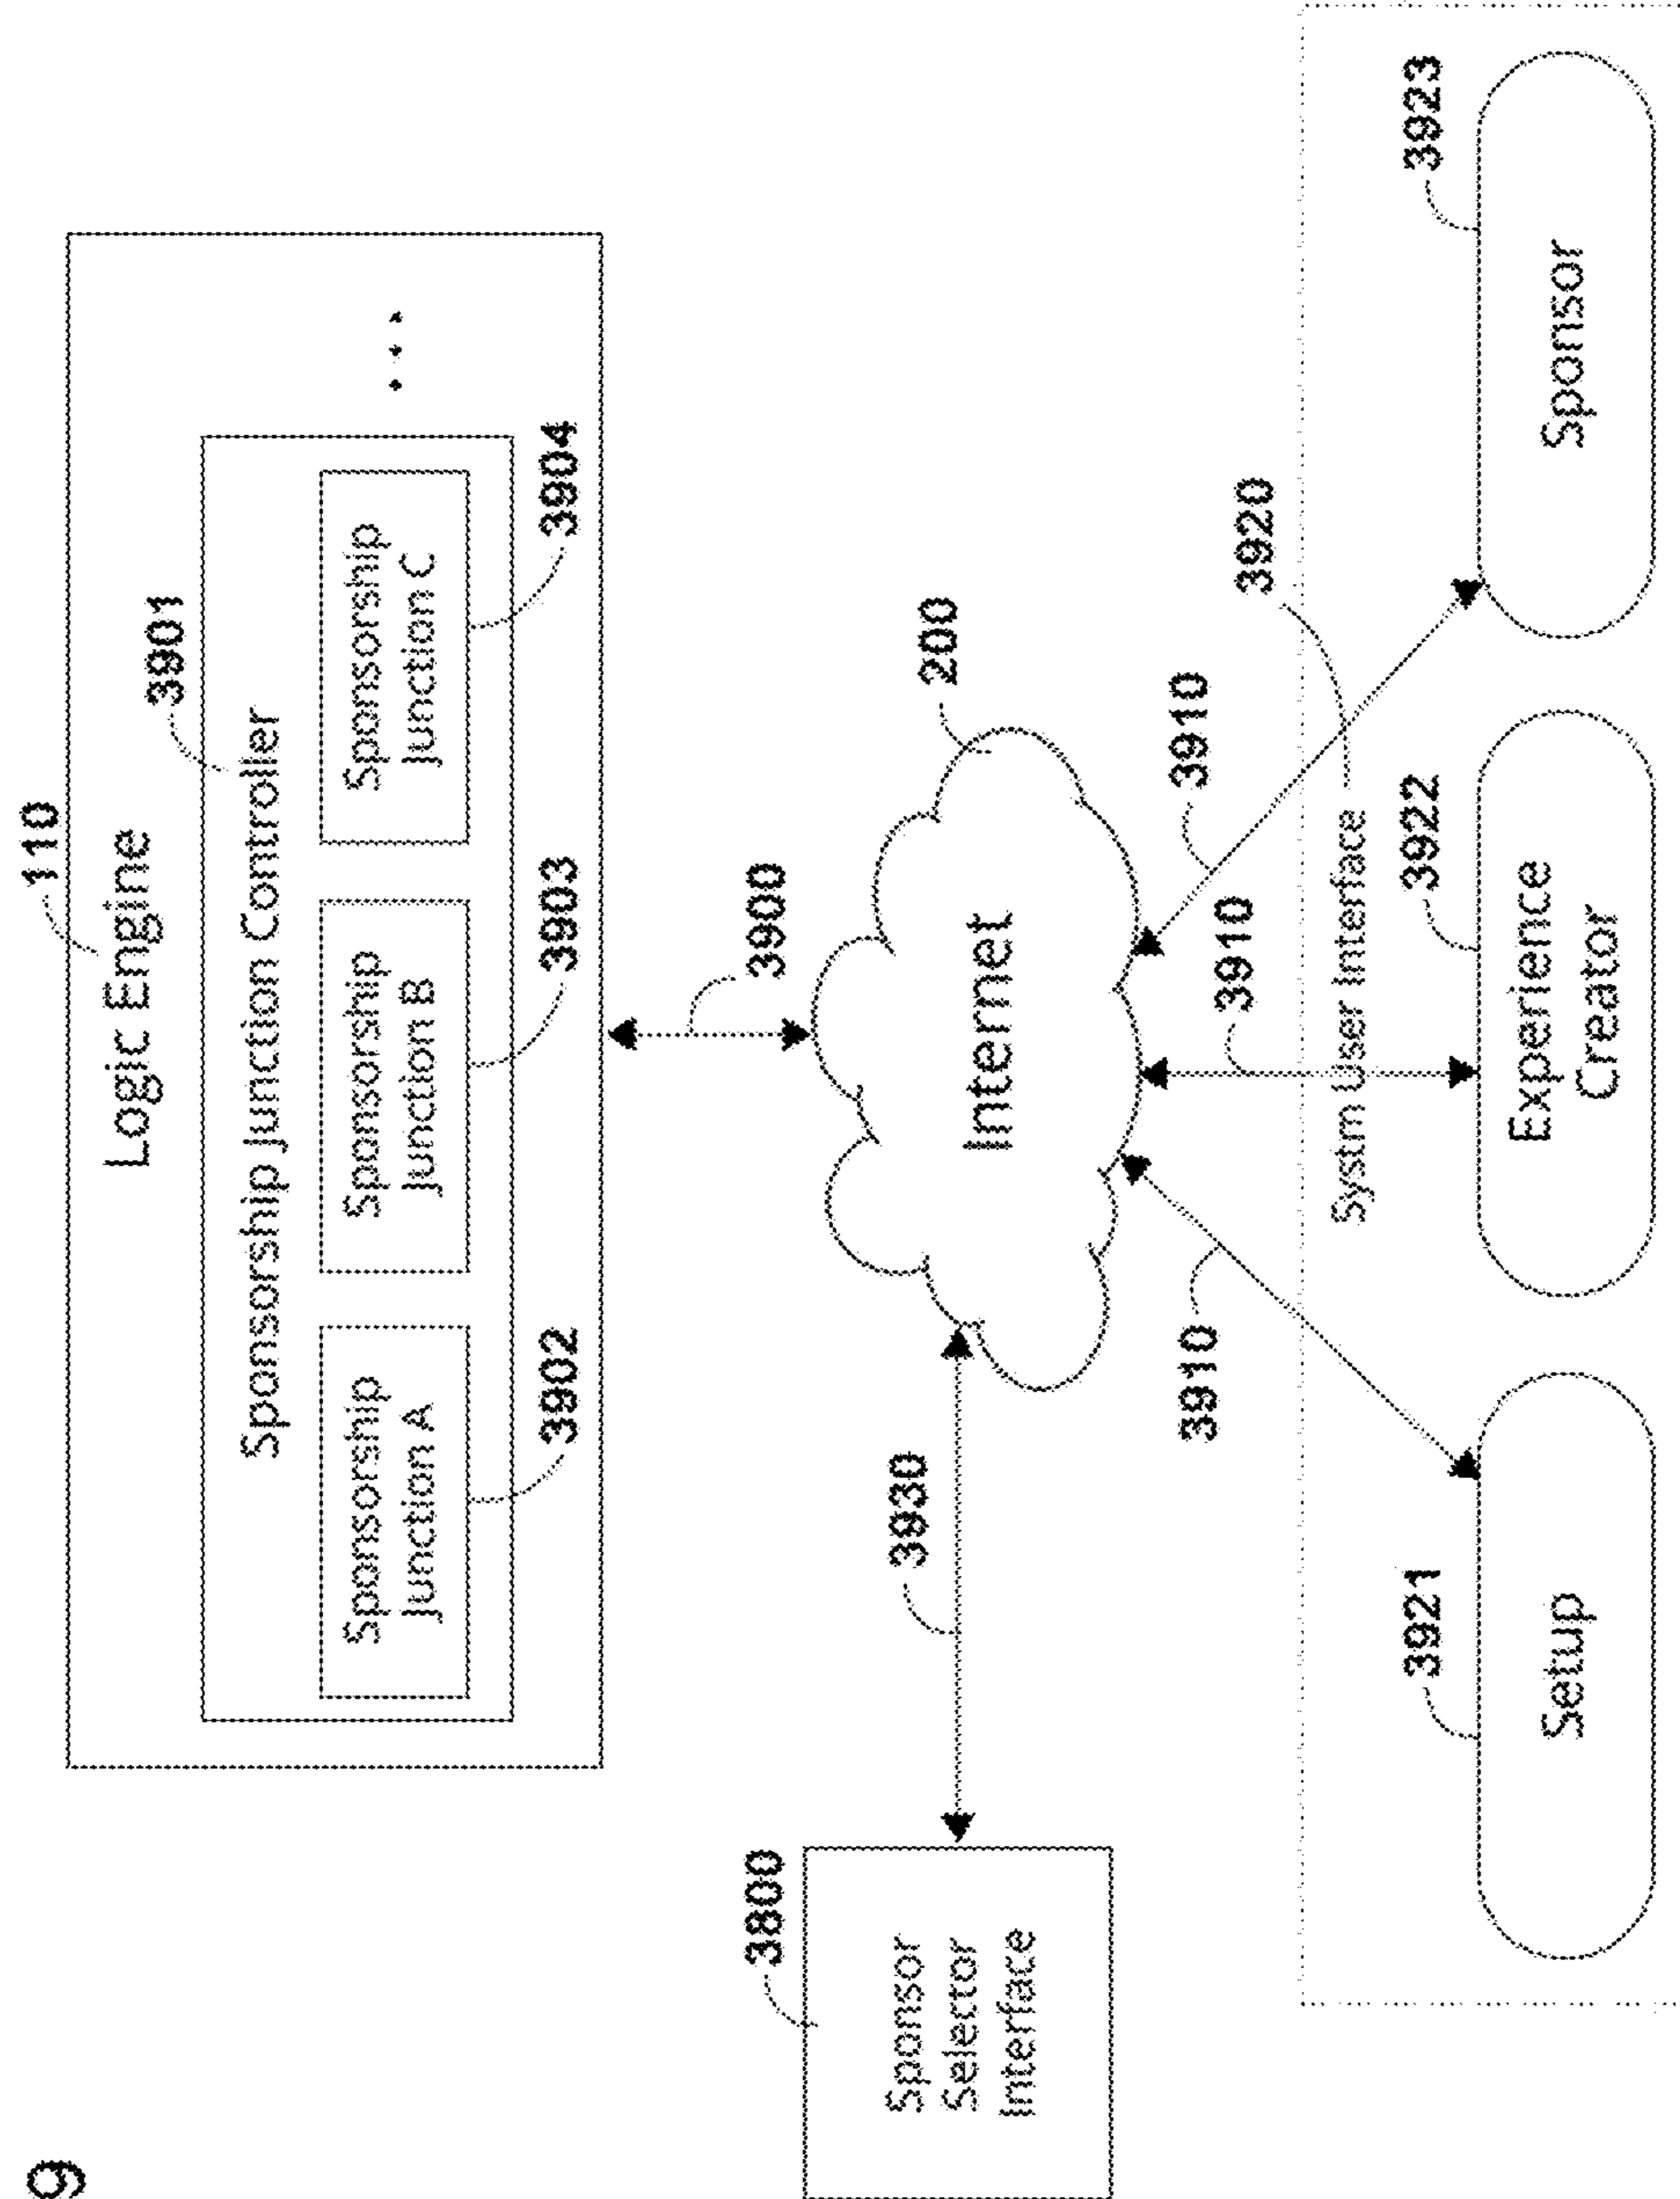 9
110
Logic Engine
3901
Sponsorship Junction Controller
Sponsorship
Junction A
Sponsorship
Junction B
Sponsorship
Junction C
...
3902
3903
3904
3900
3800
Sponsor
Selector
Interface
3930
200
Internet
3910
3910
3910
3920
Systm User Interface
3921
Setup
3922
Experience
Creator
3923
Sponsor